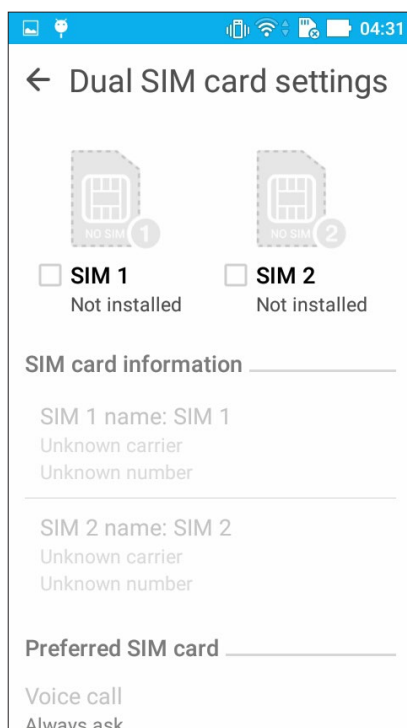 04:31
Dual SIM card settings
NO SIM 1
NO SIM 2
SIM 1
Not installed
SIM 2
Not installed
SIM card information
SIM 1 name: SIM 1
Unknown carrier
Unknown number
SIM 2 name: SIM 2
Unknown carrier
Unknown number
Preferred SIM card
Voice call
Always ask